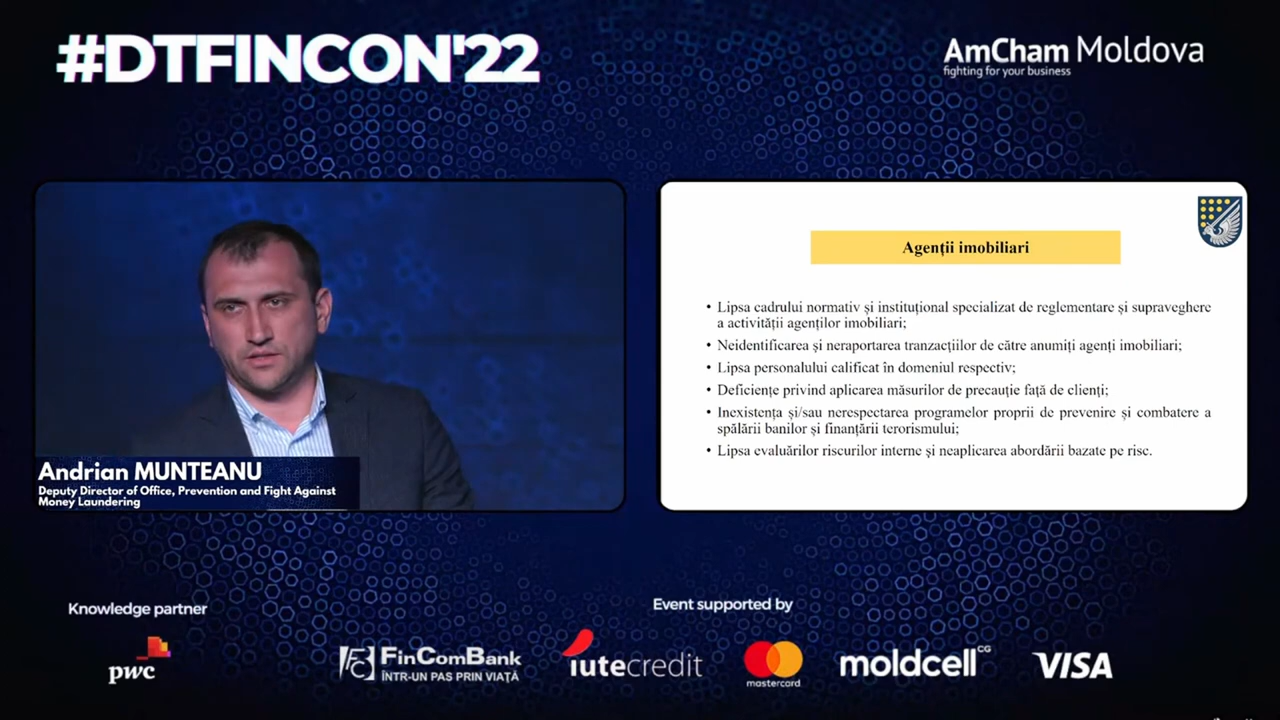 #DTFINCON'22
AmCham Moldova
fighting for your business
Agenții imobiliari
• Lipsa cadrului normativ și instituțional specializat de reglementare și supraveghere
a activității agenților imobiliari;
• Neidentificarea și neraportarea tranzacțiilor de către anumiți agenți imobiliari;
• Lipsa personalului calificat în domeniul respectiv;
• Deficiențe privind aplicarea măsurilor de precauție față de clienți;
• Inexistența și/sau nerespectarea programelor proprii de prevenire și combatere a
spălării banilor și finanțării terorismului;
• Lipsa evaluărilor riscurilor interne și neaplicarea abordării bazate pe risc.
Andrian MUNTEANU
Deputy Director of Office, Prevention and Fight Against
Money Laundering
Knowledge partner
Event supported by
pwc
FinComBank
ÎNTR-UN PAS PRIN VIAȚĂ
iutecredit
mastercard
moldcell CG
VISA